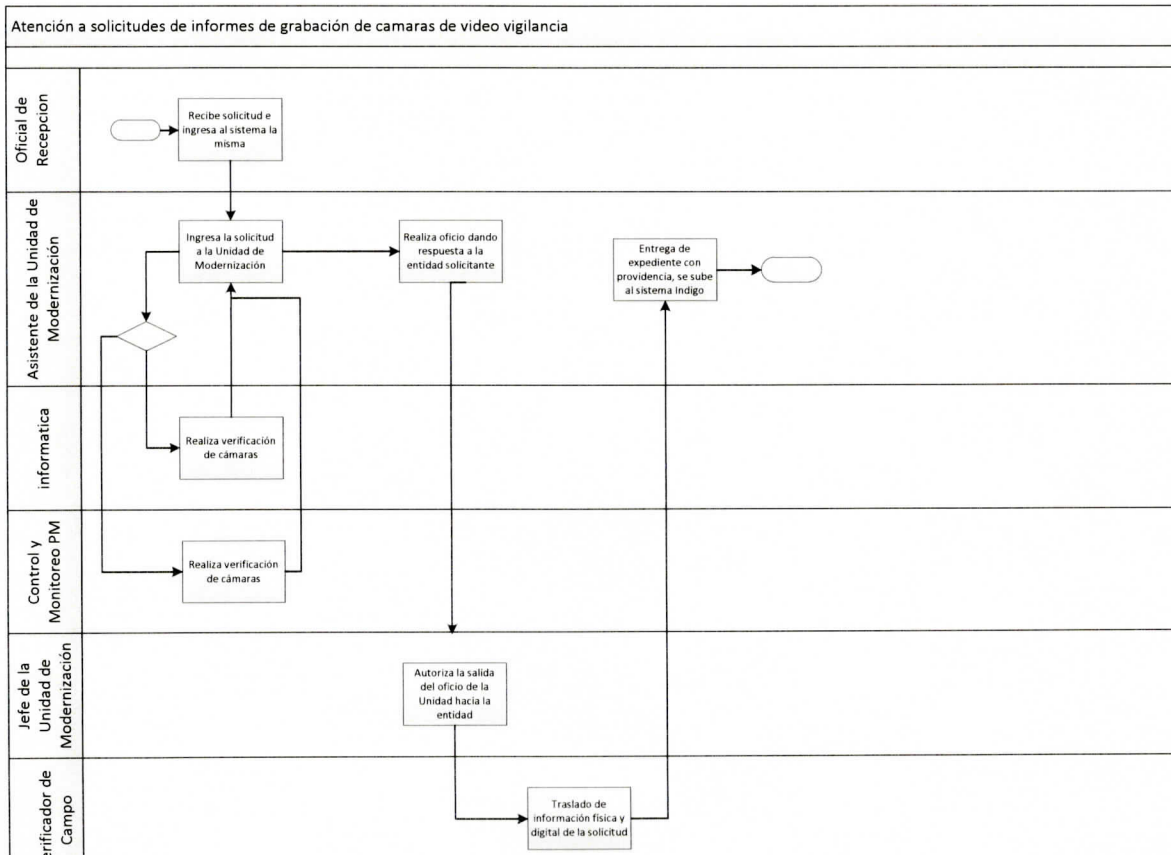 Atención a solicitudes de informes de grabación de camaras de video vigilancia
Oficial de
Recepcion
Recibe solicitud e
ingresa al sistema la
misma
Asistente de la Unidad de
Modernización
Ingresa la solicitud
a la Unidad de
Modernización
Realiza oficio dando
respuesta a la
entidad solicitante
Entrega de
expediente con
providencia, se sube
al sistema Indigo
informatica
Realiza verificación
de cámaras
Control y
Monitoreo PM
Realiza verificación
de cámaras
Jefe de la
Unidad de
Modernización
Autoriza la salida
del oficio de la
Unidad hacia la
entidad
erificador de
Campo
Traslado de
información física y
digital de la solicitud